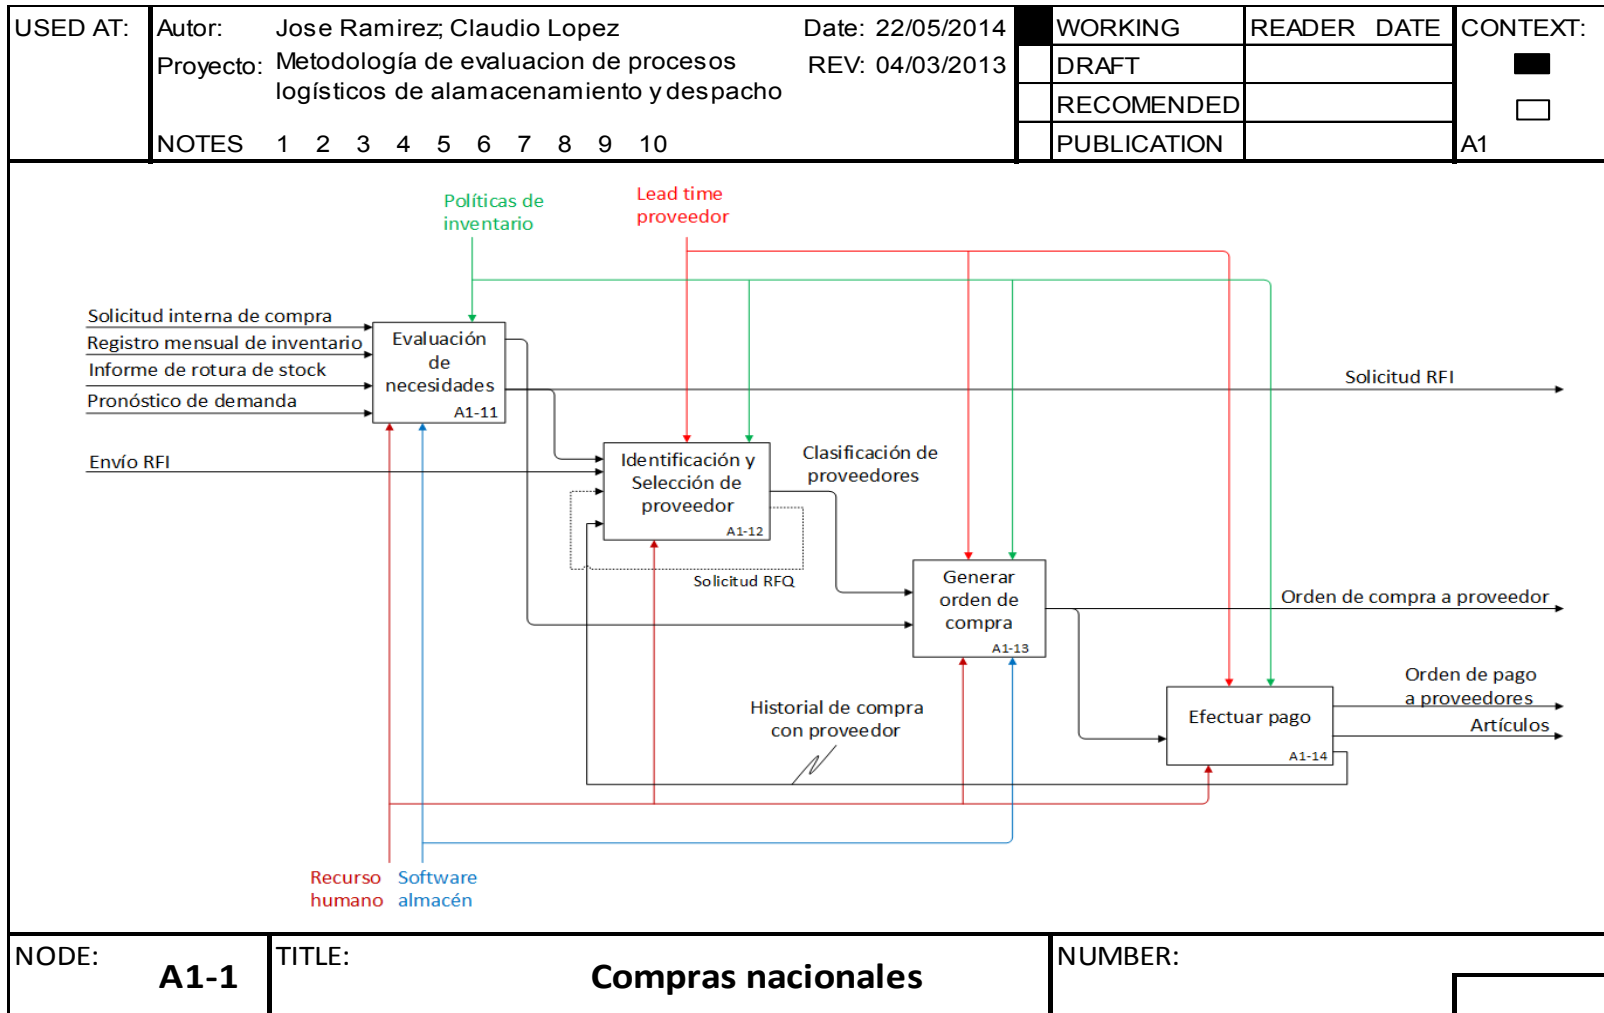 USED AT:
Autor: Jose Ramirez; Claudio Lopez
Date: 22/05/2014
Proyecto: Metodología de evaluacion de procesos
logísticos de alamacenamiento y despacho
REV: 04/03/2013
NOTES 1 2 3 4 5 6 7 8 9 10
WORKING
DRAFT
RECOMENDED
PUBLICATION
READER DATE
CONTEXT:
A1
Políticas de
inventario
Lead time
proveedor
Solicitud interna de compra
Registro mensual de inventario
Informe de rotura de stock
Pronóstico de demanda
Evaluación
de
necesidades
A1-11
Solicitud RFI
Envío RFI
Identificación y
Selección de
proveedor
A1-12
Clasificación de
proveedores
Solicitud RFQ
Generar
orden de
compra
A1-13
Orden de compra a proveedor
Orden de pago
a proveedores
Artículos
Efectuar pago
A1-14
Historial de compra
con proveedor
Recurso
humano
Software
almacén
NODE:
A1-1
TITLE:
Compras nacionales
NUMBER: